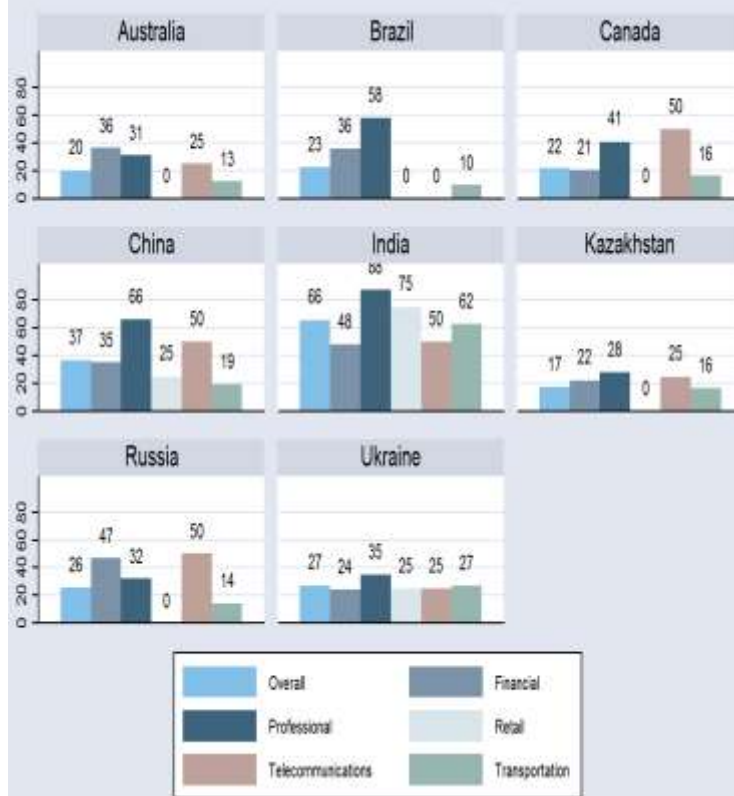 Australia
Brazil
Canada
80
60
40
20
0
20 36 31 0 25 13
23 36 58 0 0 10
22 21 41 0 50 16
China
India
Kazakhstan
80
60
40
20
0
37 35 66 25 50 19
66 48 88 75 50 62
17 22 28 0 25 16
Russia
Ukraine
80
60
40
20
0
26 47 32 0 50 14
27 24 35 25 25 27
Overall
Financial
Professional
Retail
Telecommunications
Transportation